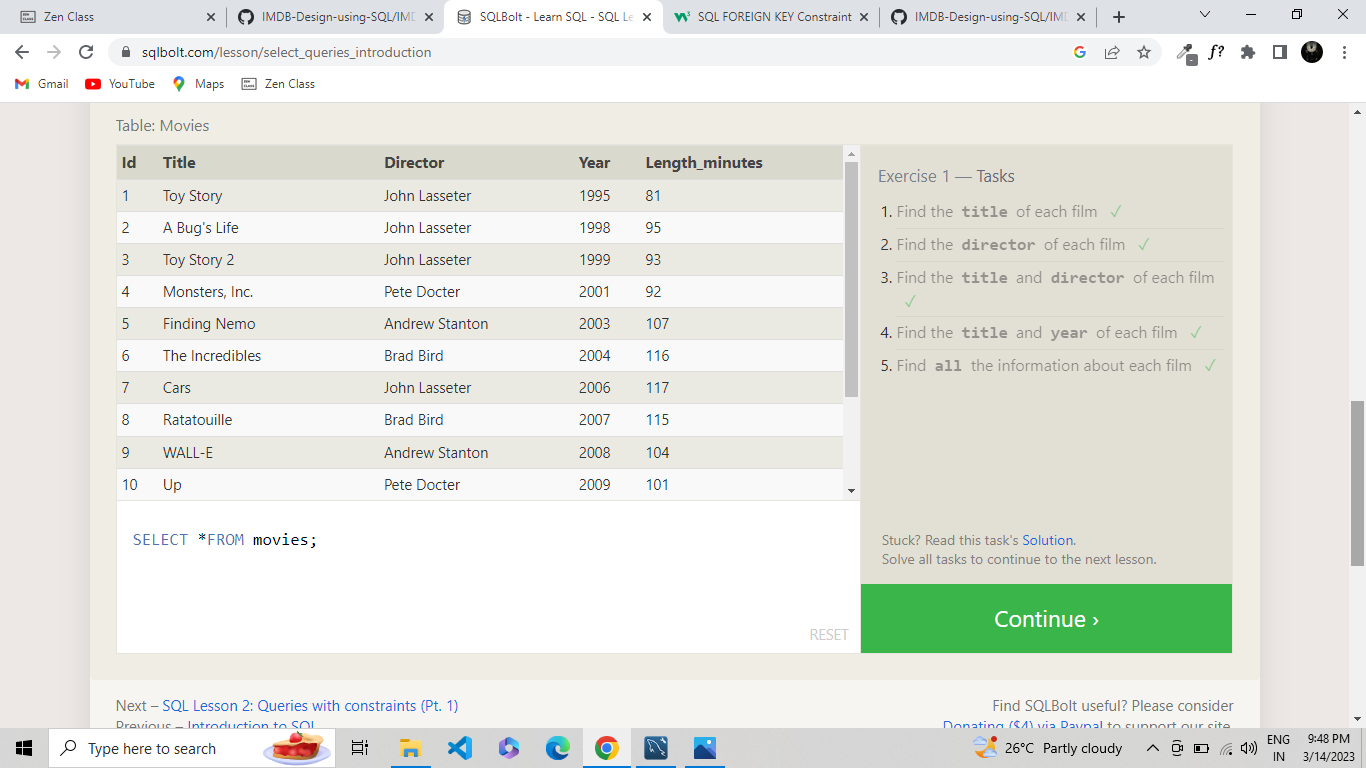 Zen Class
IMDB-Design-using-SQL/IMD
SQLBolt - Learn SQL - SQL Le
SQL FOREIGN KEY Constraint
IMDB-Design-using-SQL/IMD
sqlbolt.com/lesson/select_queries_introduction
f?
Gmail
YouTube
Maps
ZEN CLASS
Zen Class
Table: Movies
Id Title Director Year Length_minutes
1 Toy Story John Lasseter 1995 81
2 A Bug's Life John Lasseter 1998 95
3 Toy Story 2 John Lasseter 1999 93
4 Monsters, Inc. Pete Docter 2001 92
5 Finding Nemo Andrew Stanton 2003 107
6 The Incredibles Brad Bird 2004 116
7 Cars John Lasseter 2006 117
8 Ratatouille Brad Bird 2007 115
9 WALL-E Andrew Stanton 2008 104
10 Up Pete Docter 2009 101
SELECT *FROM movies;
RESET
Exercise 1 — Tasks
1. Find the title of each film ✓
2. Find the director of each film ✓
3. Find the title and director of each film
✓
4. Find the title and year of each film ✓
5. Find all the information about each film ✓
Stuck? Read this task's Solution.
Solve all tasks to continue to the next lesson.
Continue ›
Next – SQL Lesson 2: Queries with constraints (Pt. 1)
Previous – Introduction to SQL
Find SQLBolt useful? Please consider
Donating ($4) via Paypal to support our site.
Type here to search
26°C Partly cloudy
ENG
IN
9:48 PM
3/14/2023